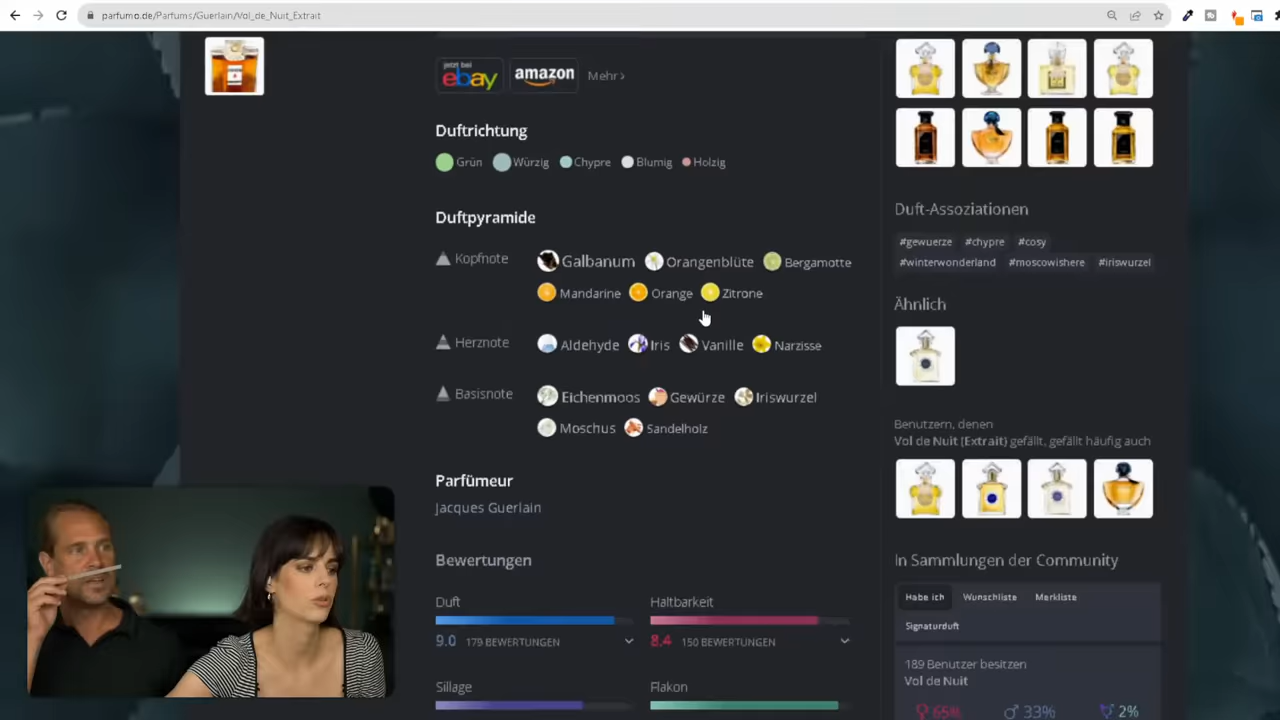 parfumo.de/Parfums/Guerlain/Vol_de_Nuit_Extrait
jetzt bei
ebay
amazon
Mehr ›
Duftrichtung
Grün Würzig Chypre Blumig Holzig
Duftpyramide
Kopfnote
Galbanum Orangenblüte Bergamotte
Mandarine Orange Zitrone
Herznote
Aldehyde Iris Vanille Narzisse
Basisnote
Eichenmoos Gewürze Iriswurzel
Moschus Sandelholz
Parfümeur
Jacques Guerlain
Bewertungen
Duft
9.0 179 BEWERTUNGEN
Haltbarkeit
8.4 150 BEWERTUNGEN
Sillage
Flakon
Duft-Assoziationen
#gewuerze #chypre #cosy
#winterwonderland #moscowishere #iriswurzel
Ähnlich
Benutzern, denen
Vol de Nuit (Extrait) gefällt, gefällt häufig auch
In Sammlungen der Community
Habe ich Wunschliste Merkliste
Signaturduft
189 Benutzer besitzen
Vol de Nuit
65% 33% 2%